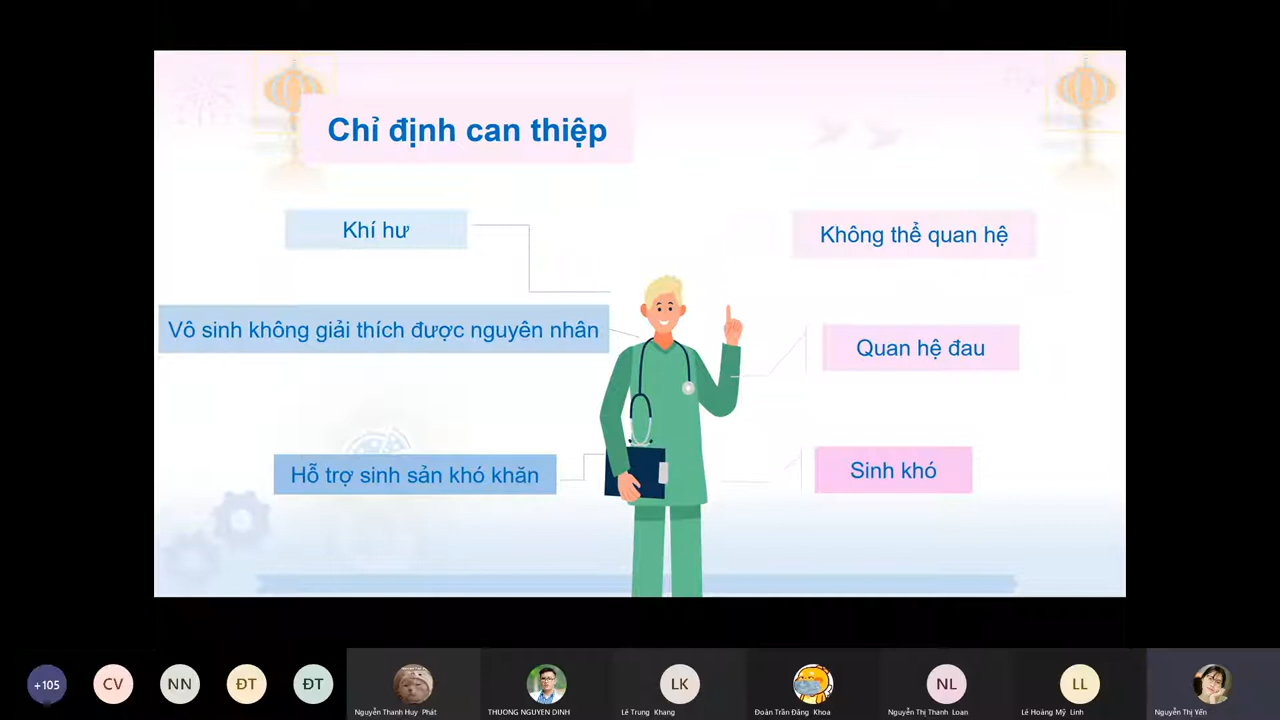 Chỉ định can thiệp
Khí hư
Không thể quan hệ
Vô sinh không giải thích được nguyên nhân
Quan hệ đau
Hỗ trợ sinh sản khó khăn
Sinh khó
+105
CV
NN
ĐT
ĐT
LK
NL
LL
Nguyễn Thanh Huy Phát
THUONG NGUYEN DINH
Lê Trung Khang
Đoàn Trần Đăng Khoa
Nguyễn Thị Thanh Loan
Lê Hoàng Mỹ Linh
Nguyễn Thị Yến